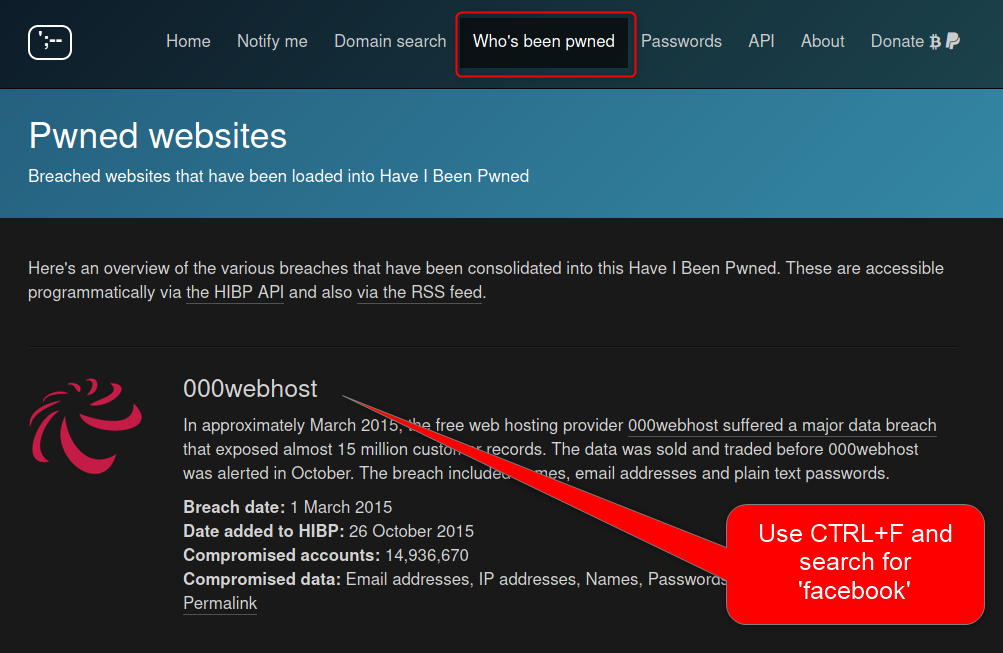 ';--
Home Notify me Domain search Who's been pwned Passwords API About Donate
Pwned websites
Breached websites that have been loaded into Have I Been Pwned
Here's an overview of the various breaches that have been consolidated into this Have I Been Pwned. These are accessible
programmatically via the HIBP API and also via the RSS feed.
000webhost
In approximately March 2015, the free web hosting provider 000webhost suffered a major data breach
that exposed almost 15 million customer records. The data was sold and traded before 000webhost
was alerted in October. The breach included names, email addresses and plain text passwords.
Breach date: 1 March 2015
Date added to HIBP: 26 October 2015
Compromised accounts: 14,936,670
Compromised data: Email addresses, IP addresses, Names, Passwords
Permalink
Use CTRL+F and
search for
'facebook'